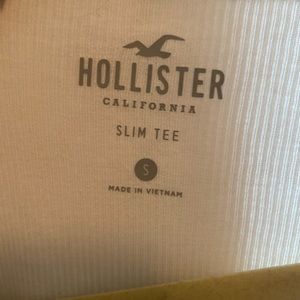 HOLLISTER
CALIFORNIA
SLIM TEE
S
MADE IN VIETNAM